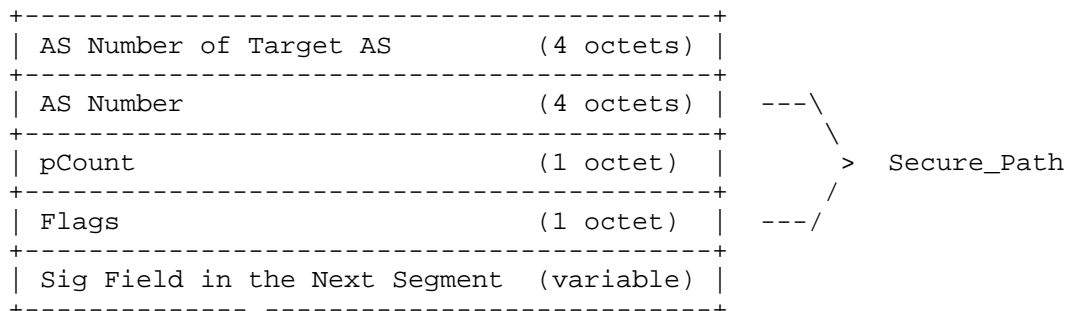 +-------------------------------------------+
| AS Number of Target AS         (4 octets) |
+-------------------------------------------+
| AS Number                      (4 octets) |  ---\
+-------------------------------------------+      \
| pCount                         (1 octet)  |       >  Secure_Path
+-------------------------------------------+      /
| Flags                          (1 octet)  |  ---/
+-------------------------------------------+
| Sig Field in the Next Segment  (variable) |
+-------------- ----------------------------+